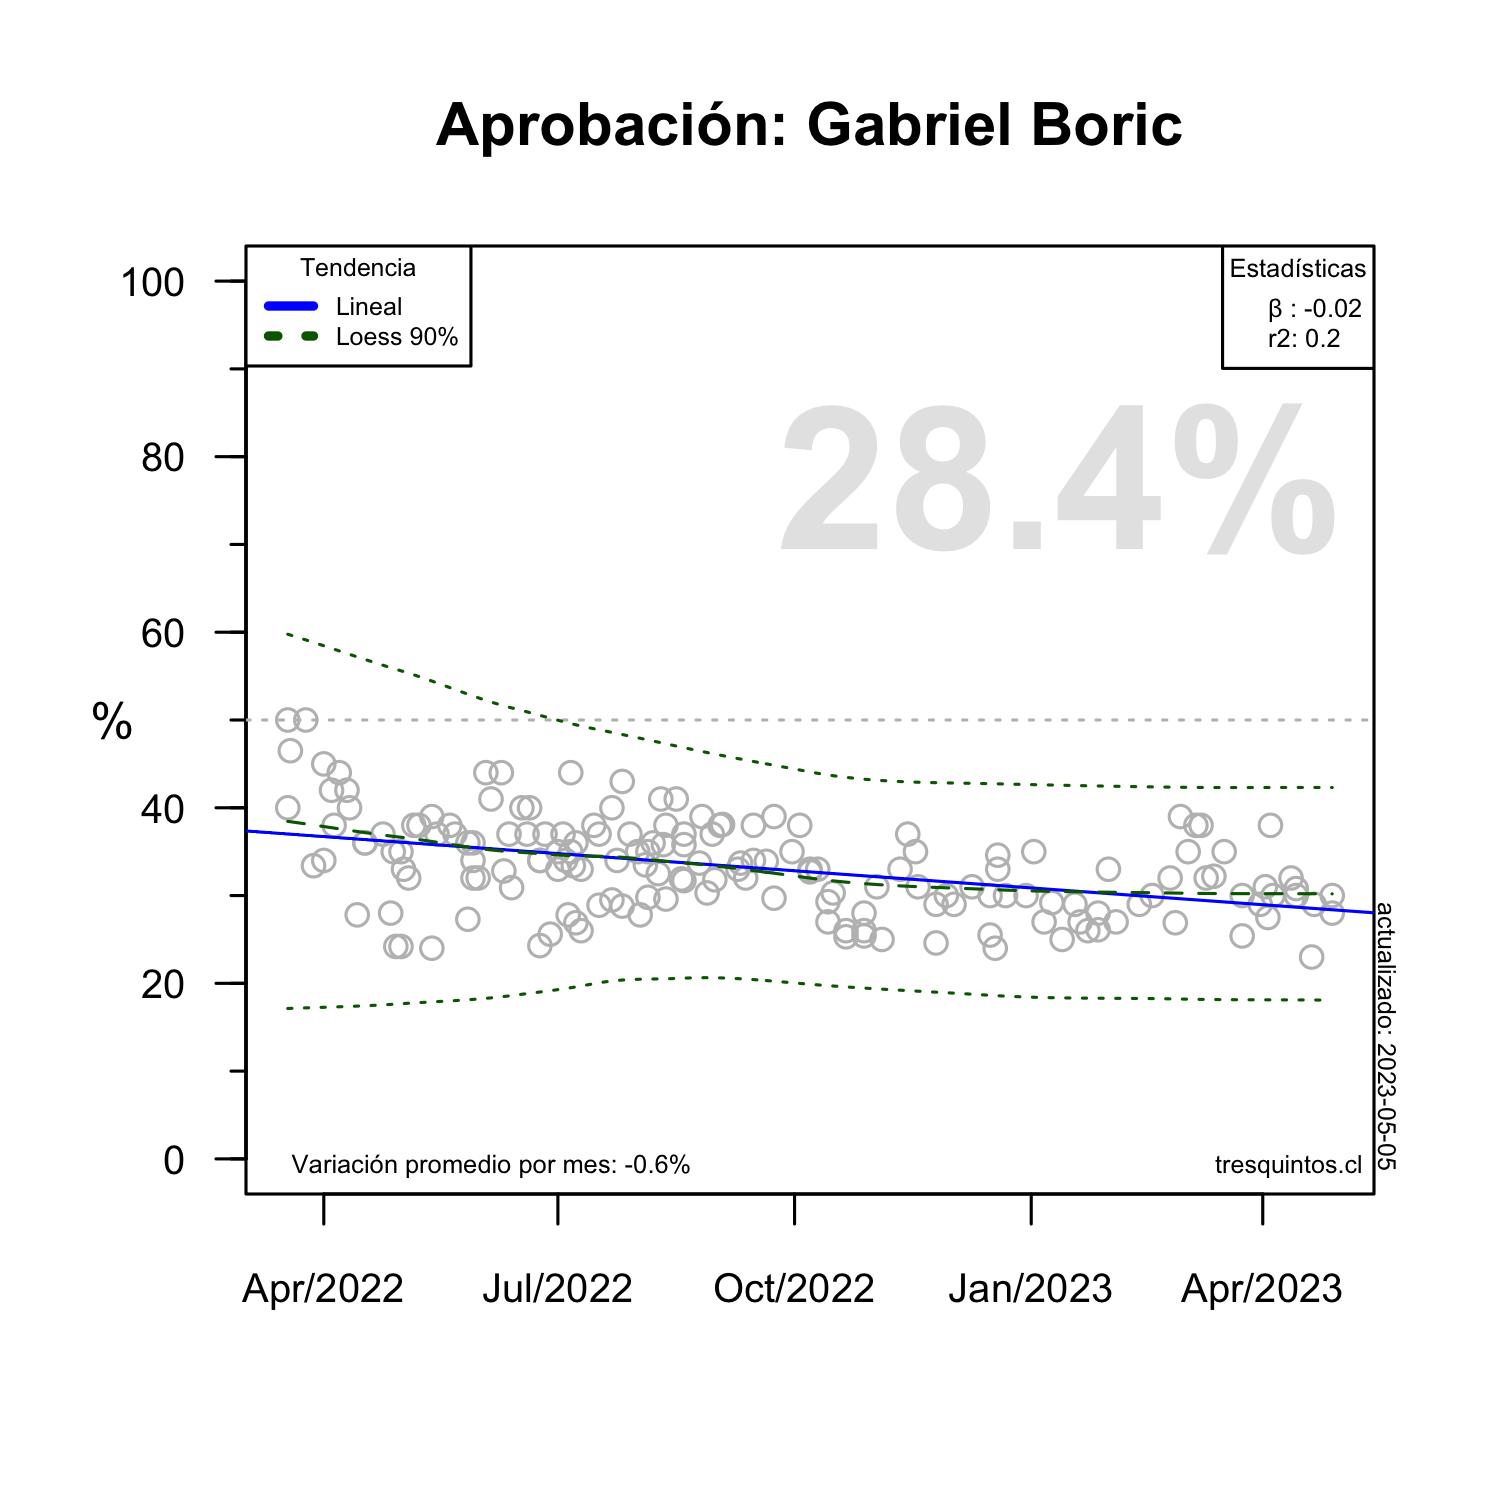 Aprobación: Gabriel Boric
Tendencia
Lineal
Loess 90%
Estadísticas
β : -0.02
r2: 0.2
28.4%
100
80
60
40
20
0
%
actualizado: 2023-05-05
Variación promedio por mes: -0.6%
tresquintos.cl
Apr/2022
Jul/2022
Oct/2022
Jan/2023
Apr/2023